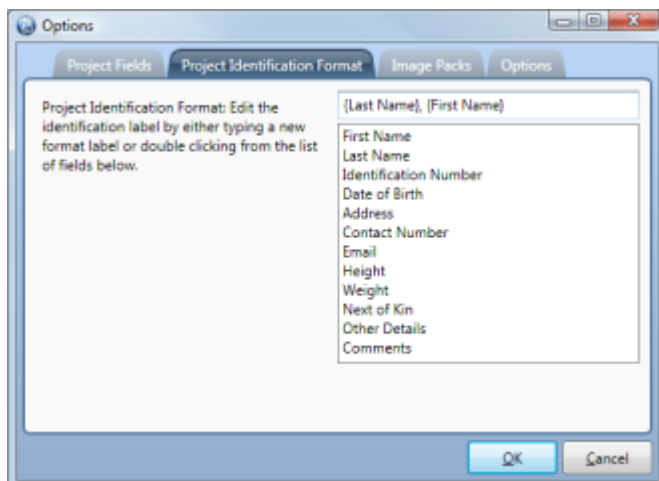 Options
Project Fields
Project Identification Format
Image Packs
Options
Project Identification Format: Edit the
identification label by either typing a new
format label or double clicking from the list
of fields below.
{Last Name}, {First Name}
First Name
Last Name
Identification Number
Date of Birth
Address
Contact Number
Email
Height
Weight
Next of Kin
Other Details
Comments
OK
Cancel